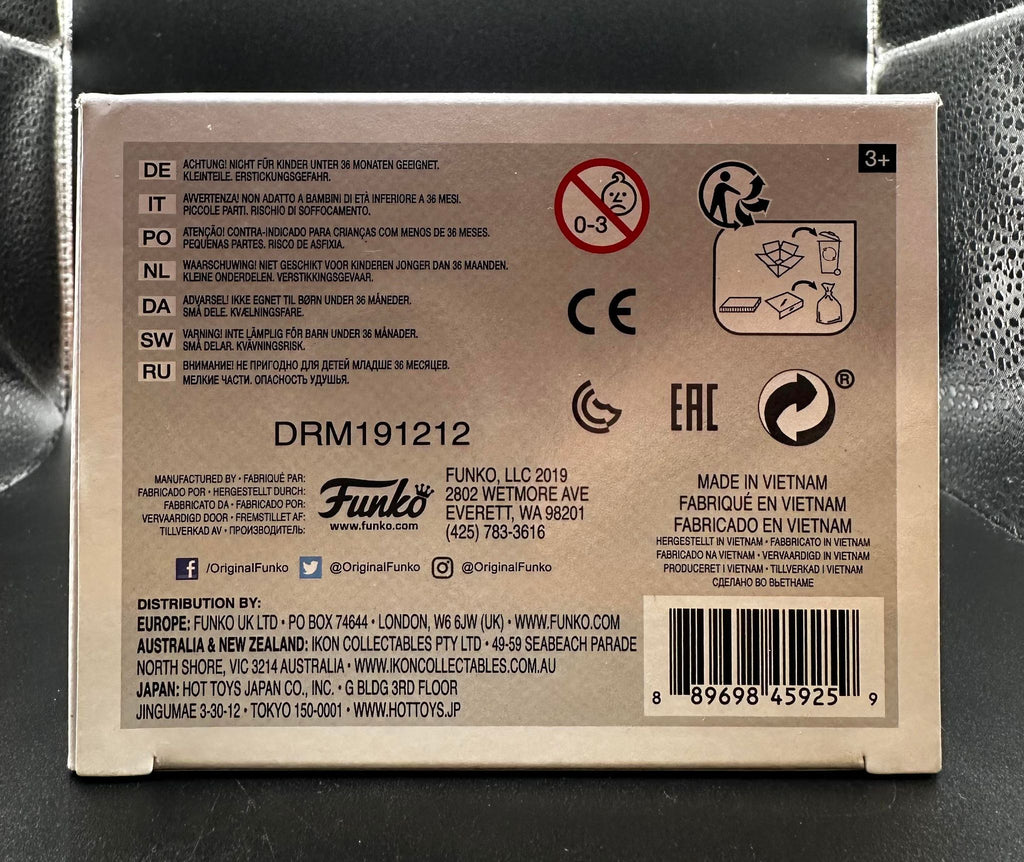 3+
DE ACHTUNG! NICHT FÜR KINDER UNTER 36 MONATEN GEEIGNET.
KLEINTEILE. ERSTICKUNGSGEFAHR.
IT AVVERTENZA! NON ADATTO A BAMBINI DI ETÀ INFERIORE A 36 MESI.
PICCOLE PARTI. RISCHIO DI SOFFOCAMENTO.
PO ATENÇÃO! CONTRA-INDICADO PARA CRIANÇAS COM MENOS DE 36 MESES.
PEQUENAS PARTES. RISCO DE ASFIXIA.
NL WAARSCHUWING! NIET GESCHIKT VOOR KINDEREN JONGER DAN 36 MAANDEN.
KLEINE ONDERDELEN. VERSTIKKINGSGEVAAR.
DA ADVARSEL! IKKE EGNET TIL BØRN UNDER 36 MÅNEDER.
SMÅ DELE. KVÆLNINGSFARE.
SW VARNING! INTE LÄMPLIG FÖR BARN UNDER 36 MÅNADER.
SMÅ DELAR. KVÄVNINGSRISK.
RU ВНИМАНИЕ! НЕ ПРИГОДНО ДЛЯ ДЕТЕЙ МЛАДШЕ 36 МЕСЯЦЕВ.
МЕЛКИЕ ЧАСТИ. ОПАСНОСТЬ УДУШЬЯ.
0-3
CE
EAC
®
DRM191212
MANUFACTURED BY • FABRIQUÉ PAR:
FABRICADO POR • HERGESTELLT DURCH:
FABBRICATO DA • FABRICADO POR:
VERVAARDIGD DOOR • FREMSTILLET AF:
TILLVERKAD AV • ПРОИЗВОДИТЕЛЬ:
Funko
www.funko.com
FUNKO, LLC 2019
2802 WETMORE AVE
EVERETT, WA 98201
(425) 783-3616
MADE IN VIETNAM
FABRIQUÉ EN VIETNAM
FABRICADO EN VIETNAM
HERGESTELLT IN VIETNAM • FABBRICATO IN VIETNAM
FABRICADO NA VIETNAM • VERVAARDIGD IN VIETNAM
PRODUCERET I VIETNAM • TILLVERKAD I VIETNAM
СДЕЛАНО ВО ВЬЕТНАМЕ
f /OriginalFunko @OriginalFunko @OriginalFunko
DISTRIBUTION BY:
EUROPE: FUNKO UK LTD • PO BOX 74644 • LONDON, W6 6JW (UK) • WWW.FUNKO.COM
AUSTRALIA & NEW ZEALAND: IKON COLLECTABLES PTY LTD • 49-59 SEABEACH PARADE
NORTH SHORE, VIC 3214 AUSTRALIA • WWW.IKONCOLLECTABLES.COM.AU
JAPAN: HOT TOYS JAPAN CO., INC. • G BLDG 3RD FLOOR
JINGUMAE 3-30-12 • TOKYO 150-0001 • WWW.HOTTOYS.JP
8 89698 45925 9